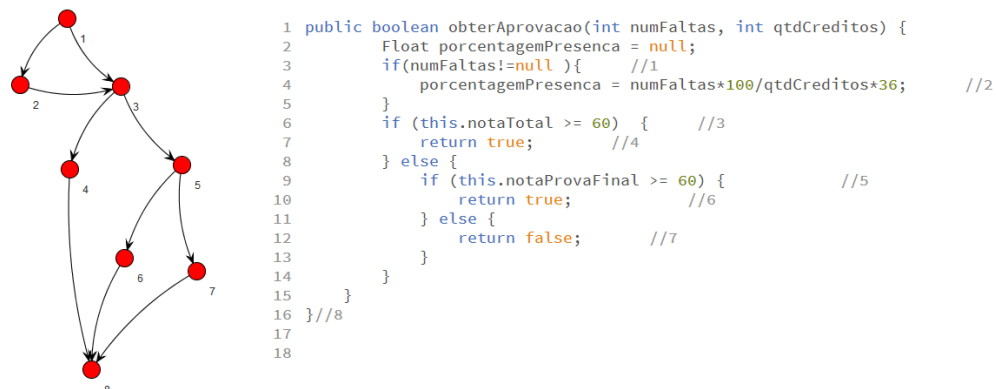 1
2
3
4
5
6
7
8
1 public boolean obterAprovacao(int numFaltas, int qtdCreditos) {
2 Float porcentagemPresenca = null;
3 if(numFaltas!=null ){ //1
4 porcentagemPresenca = numFaltas*100/qtdCreditos*36; //2
5 }
6 if (this.notaTotal >= 60) { //3
7 return true; //4
8 } else {
9 if (this.notaProvaFinal >= 60) { //5
10 return true; //6
11 } else {
12 return false; //7
13 }
14 }
15 }
16 }//8
17
18